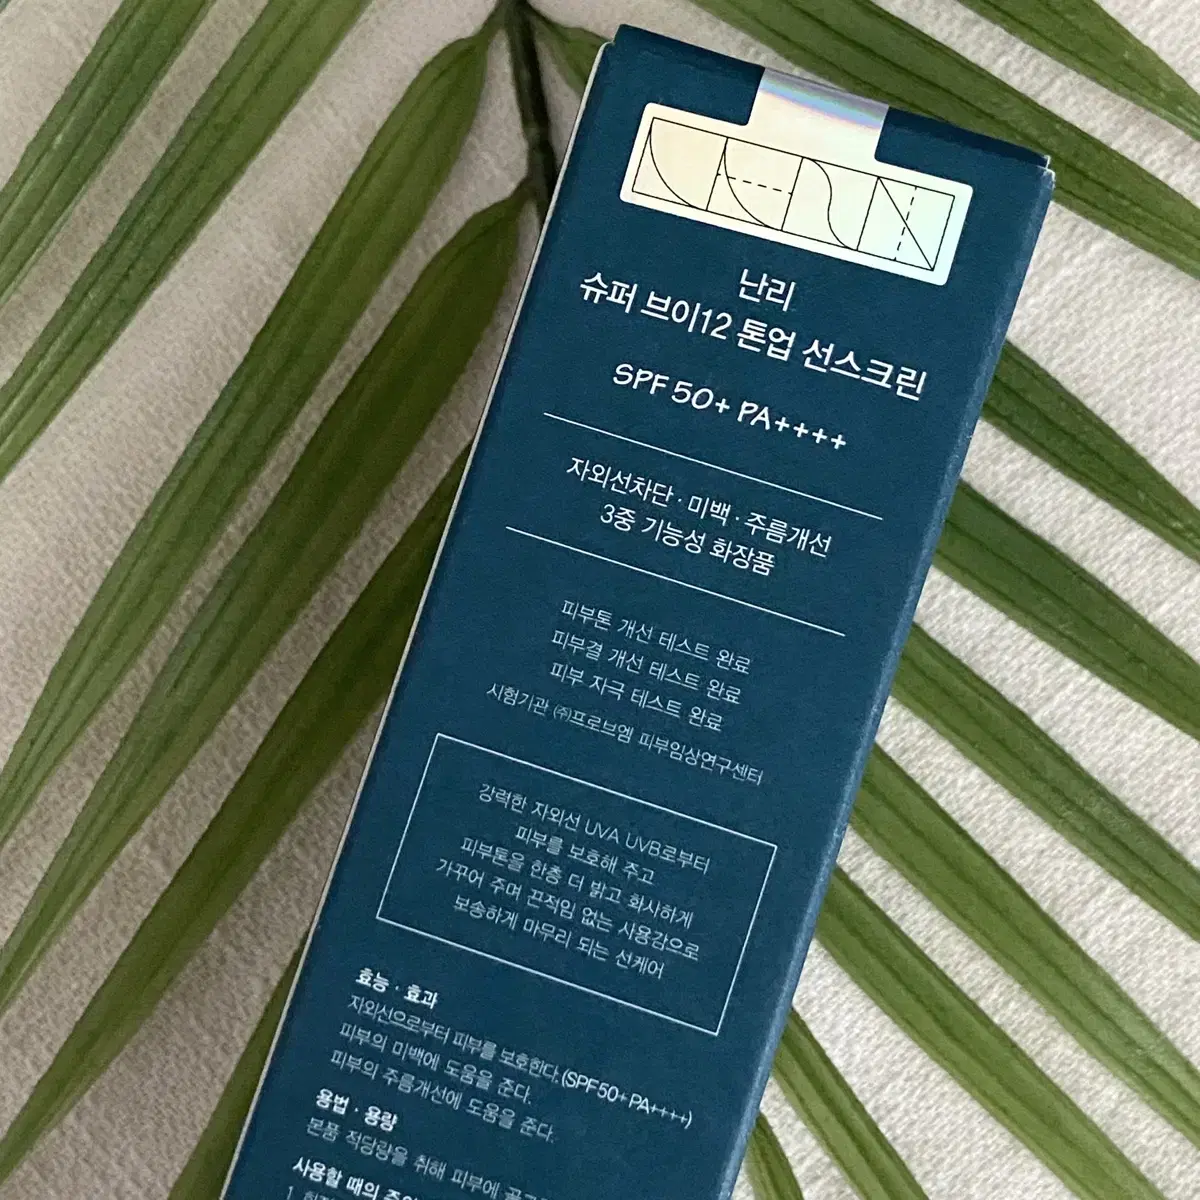 난리
슈퍼 브이12 톤업 선스크린
SPF 50+ PA++++
자외선차단·미백·주름개선
3중 기능성 화장품
피부톤 개선 테스트 완료
피부결 개선 테스트 완료
피부 자극 테스트 완료
시험기관 ㈜프로브엠 피부임상연구센터
강력한 자외선 UVA UVB로부터
피부를 보호해 주고
피부톤을 한층 더 밝고 화사하게
가꾸어 주며 끈적임 없는 사용감으로
보송하게 마무리 되는 선케어
효능·효과
자외선으로부터 피부를 보호한다.(SPF50+ PA++++)
피부의 미백에 도움을 준다.
피부의 주름개선에 도움을 준다.
용법·용량
본품 적당량을 취해 피부에
사용할 때의
1.